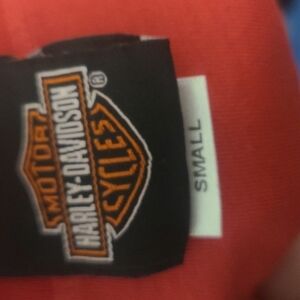 MOTOR
HARLEY-DAVIDSON
CYCLES
®
SMALL